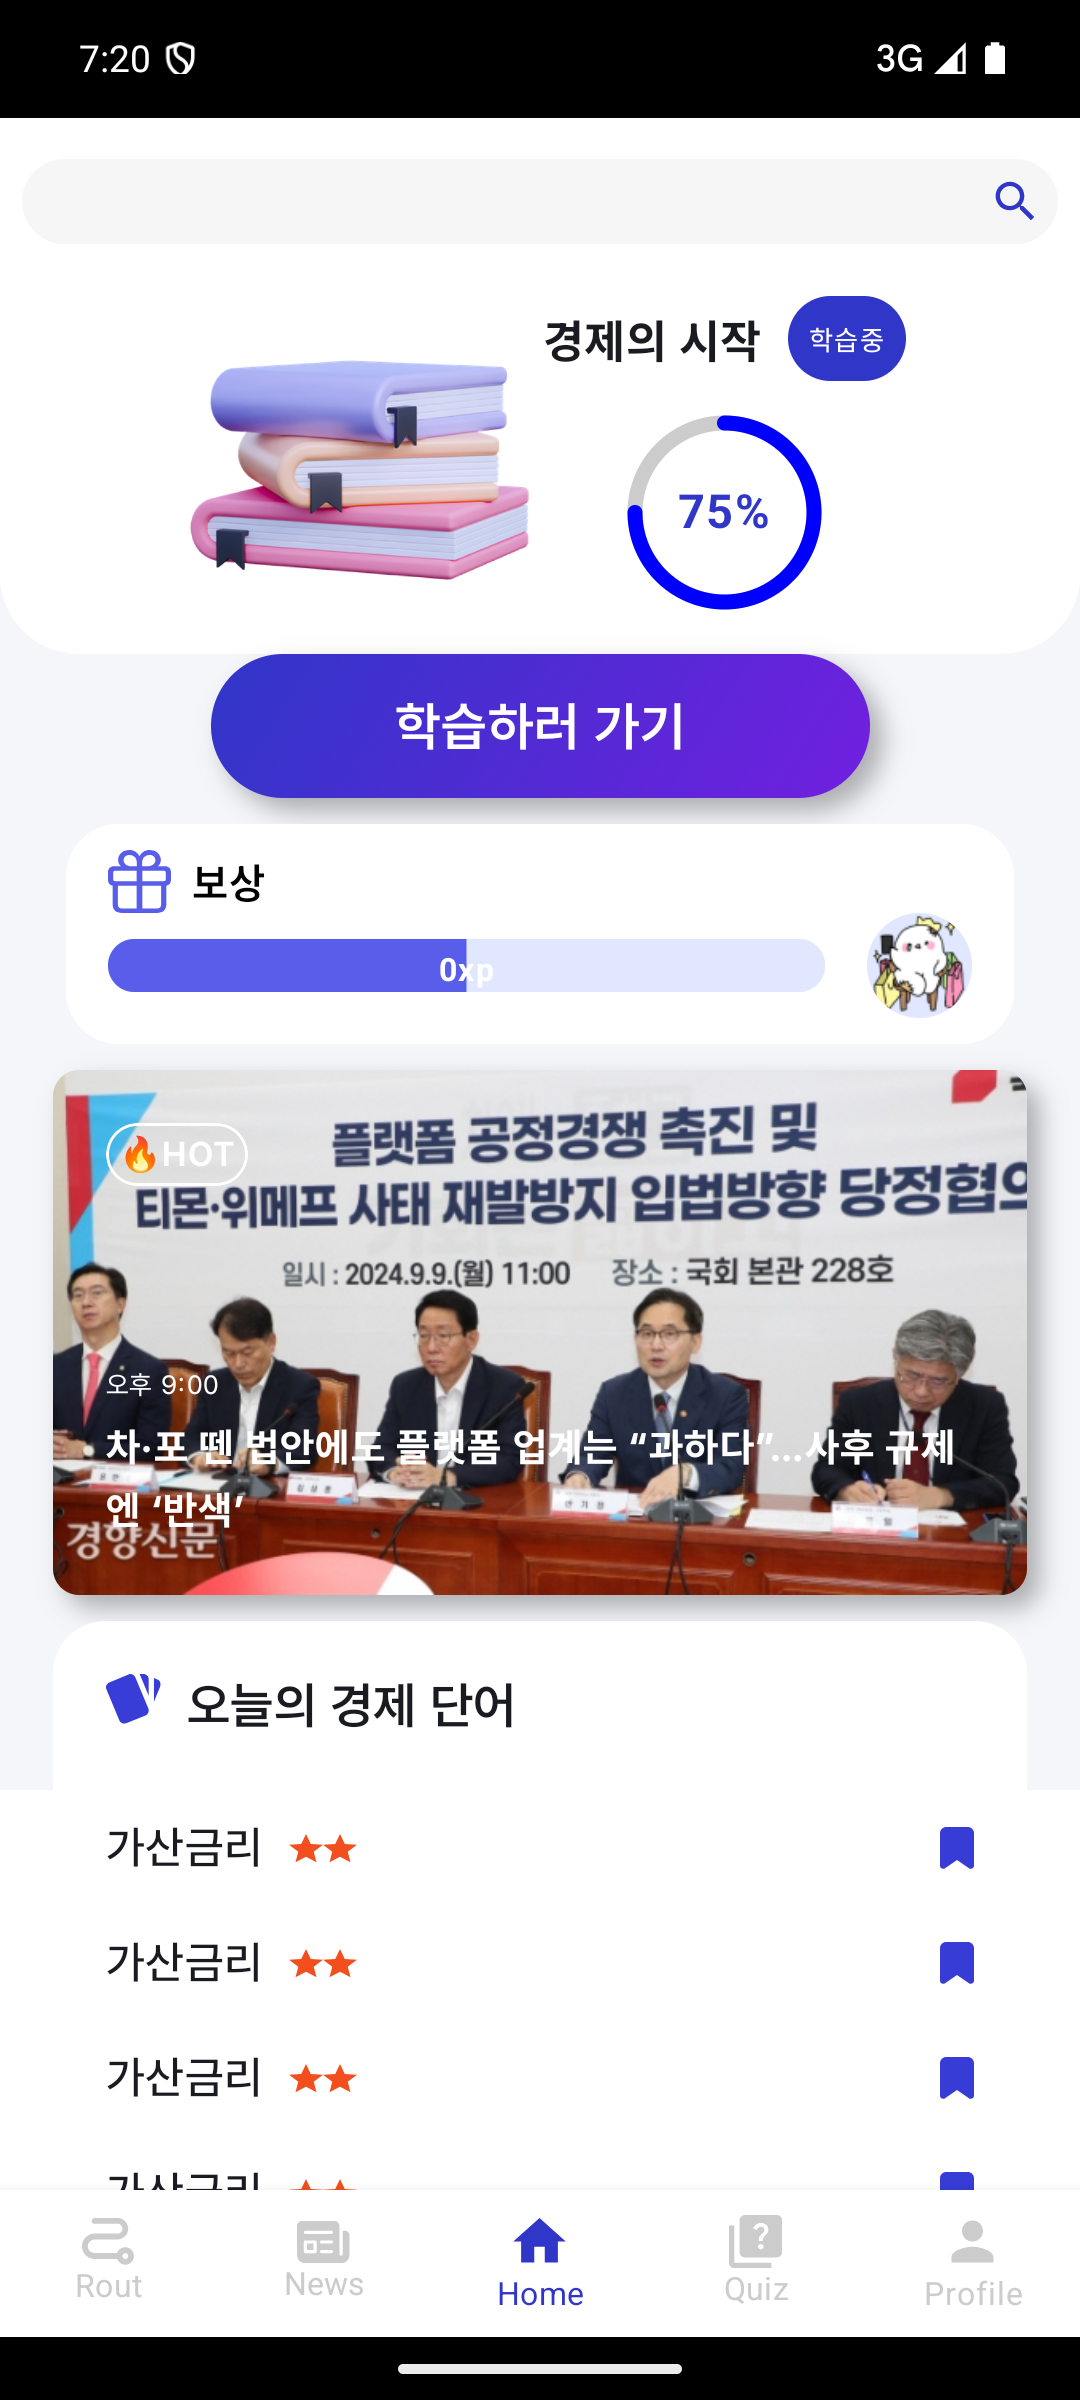 7:20
3G
경제의 시작
학습중
75%
학습하러 가기
보상
0xp
플랫폼 공정경쟁 촉진 및
🔥HOT
티몬·위메프 사태 재발방지 입법방향 당정협의
일시 : 2024.9.9.(월) 11:00 장소 : 국회 본관 228호
오후 9:00
차·포 뗀 법안에도 플랫폼 업계는 “과하다”...사후 규제
엔 ‘반색’
경향신문
오늘의 경제 단어
가산금리 ★★
가산금리 ★★
가산금리 ★★
가산금리 ★★
Rout
News
Home
Quiz
Profile